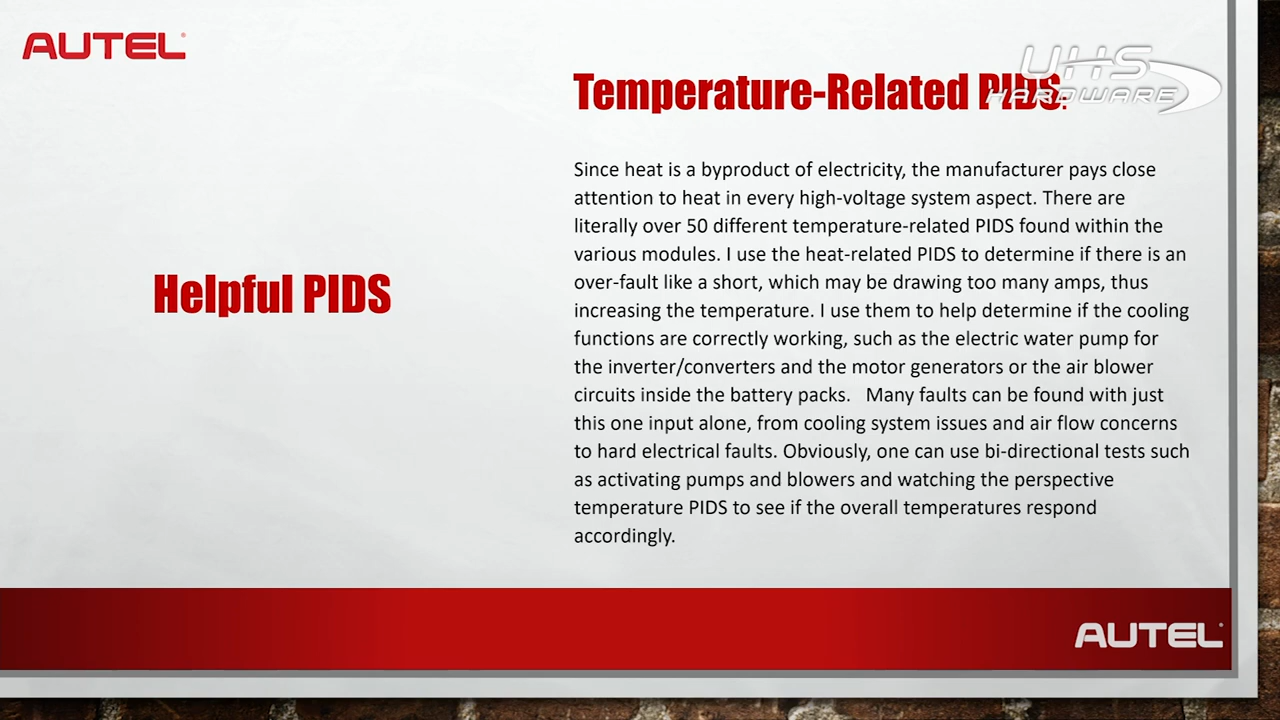 AUTEL
UHS
HARDWARE
Temperature-Related PIDS:
Since heat is a byproduct of electricity, the manufacturer pays close
attention to heat in every high-voltage system aspect. There are
literally over 50 different temperature-related PIDS found within the
various modules. I use the heat-related PIDS to determine if there is an
over-fault like a short, which may be drawing too many amps, thus
increasing the temperature. I use them to help determine if the cooling
functions are correctly working, such as the electric water pump for
the inverter/converters and the motor generators or the air blower
circuits inside the battery packs.   Many faults can be found with just
this one input alone, from cooling system issues and air flow concerns
to hard electrical faults. Obviously, one can use bi-directional tests such
as activating pumps and blowers and watching the perspective
temperature PIDS to see if the overall temperatures respond
accordingly.
Helpful PIDS
AUTEL